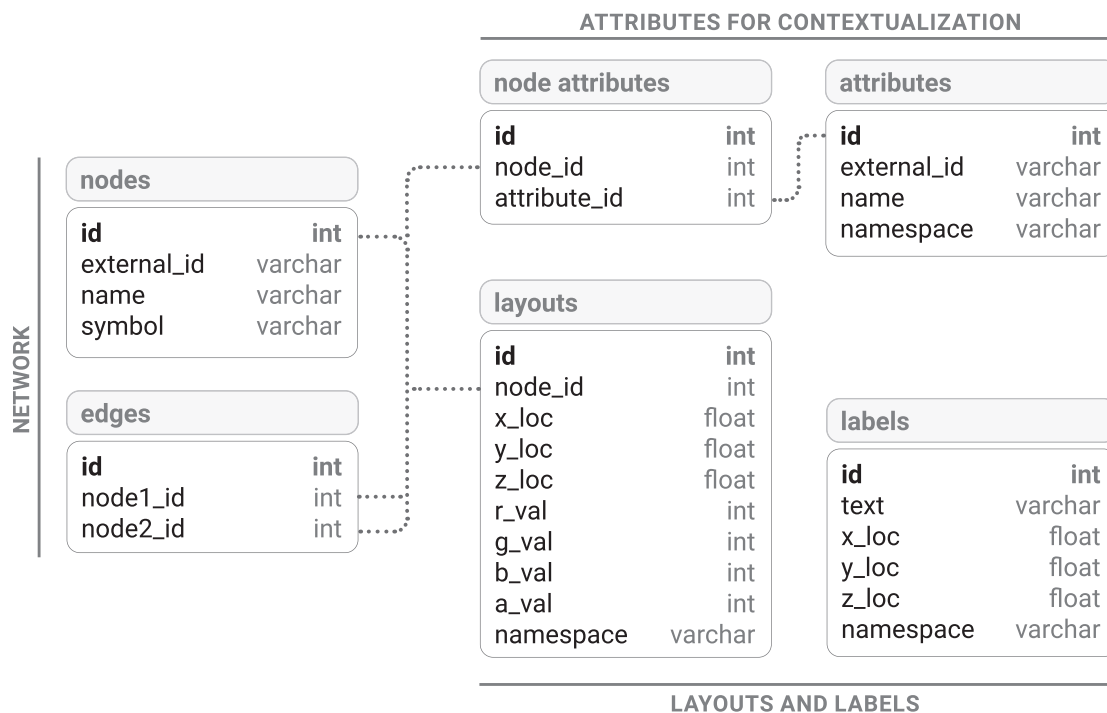 ATTRIBUTES FOR CONTEXTUALIZATION
node attributes
id int
node_id int
attribute_id int
attributes
id int
external_id varchar
name varchar
namespace varchar
NETWORK
nodes
id int
external_id varchar
name varchar
symbol varchar
edges
id int
node1_id int
node2_id int
layouts
id int
node_id int
x_loc float
y_loc float
z_loc float
r_val int
g_val int
b_val int
a_val int
namespace varchar
labels
id int
text varchar
x_loc float
y_loc float
z_loc float
namespace varchar
LAYOUTS AND LABELS